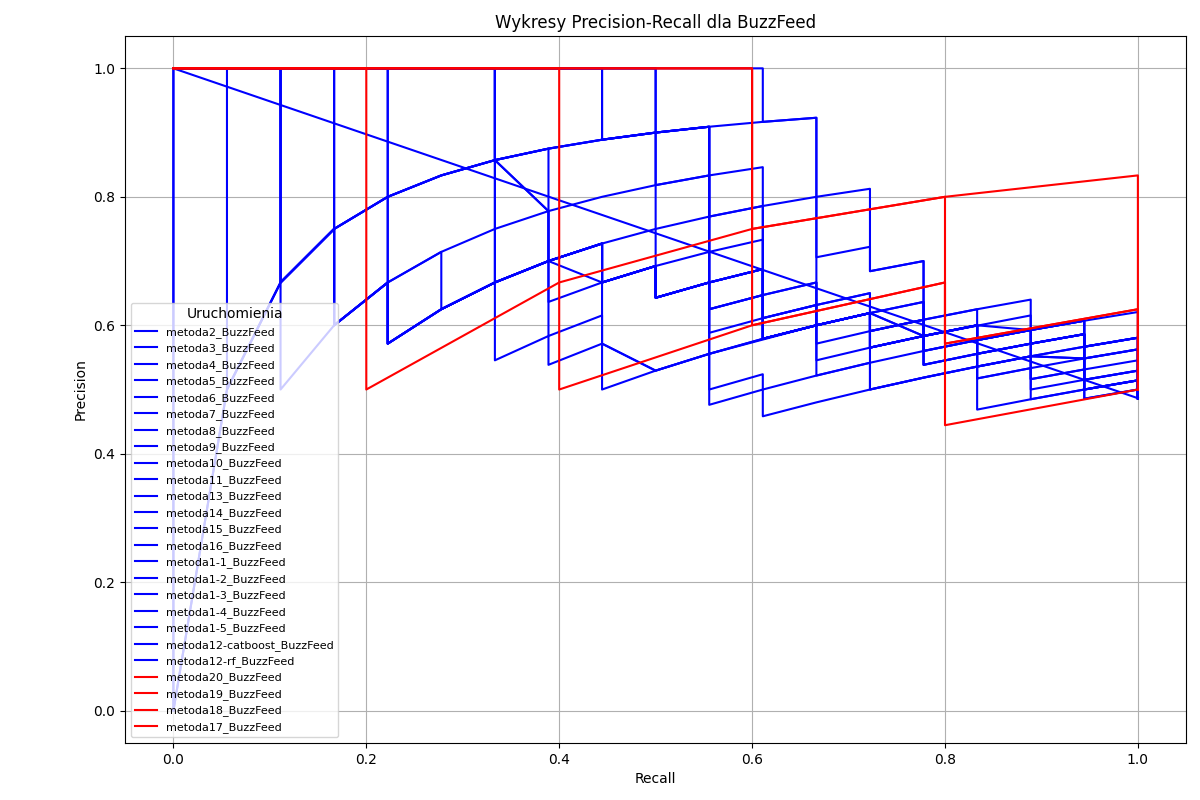 Wykresy Precision-Recall dla BuzzFeed
1.0
0.8
0.6
0.4
0.2
0.0
Precision
Uruchomienia
metoda2_BuzzFeed
metoda3_BuzzFeed
metoda4_BuzzFeed
metoda5_BuzzFeed
metoda6_BuzzFeed
metoda7_BuzzFeed
metoda8_BuzzFeed
metoda9_BuzzFeed
metoda10_BuzzFeed
metoda11_BuzzFeed
metoda13_BuzzFeed
metoda14_BuzzFeed
metoda15_BuzzFeed
metoda16_BuzzFeed
metoda1-1_BuzzFeed
metoda1-2_BuzzFeed
metoda1-3_BuzzFeed
metoda1-4_BuzzFeed
metoda1-5_BuzzFeed
metoda12-catboost_BuzzFeed
metoda12-rf_BuzzFeed
metoda20_BuzzFeed
metoda19_BuzzFeed
metoda18_BuzzFeed
metoda17_BuzzFeed
0.0 0.2 0.4 0.6 0.8 1.0
Recall